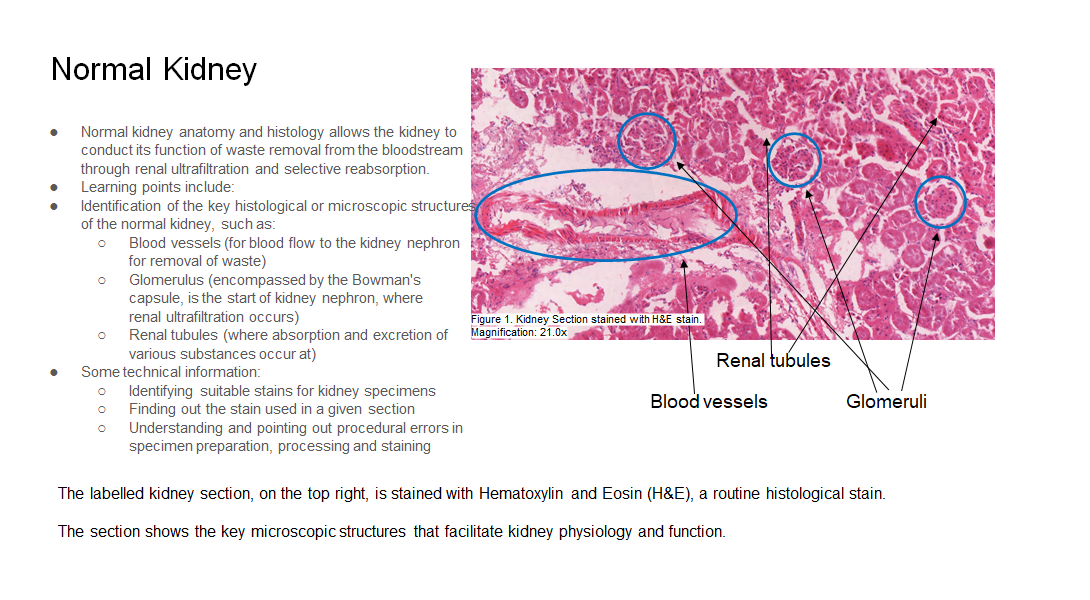 Normal Kidney
● Normal kidney anatomy and histology allows the kidney to
conduct its function of waste removal from the bloodstream
through renal ultrafiltration and selective reabsorption.
● Learning points include:
● Identification of the key histological or microscopic structures
of the normal kidney, such as:
○ Blood vessels (for blood flow to the kidney nephron
for removal of waste)
○ Glomerulus (encompassed by the Bowman's
capsule, is the start of kidney nephron, where
renal ultrafiltration occurs)
○ Renal tubules (where absorption and excretion of
various substances occur at)
● Some technical information:
○ Identifying suitable stains for kidney specimens
○ Finding out the stain used in a given section
○ Understanding and pointing out procedural errors in
specimen preparation, processing and staining
Figure 1. Kidney Section stained with H&E stain.
Magnification: 21.0x
Renal tubules
Blood vessels
Glomeruli
The labelled kidney section, on the top right, is stained with Hematoxylin and Eosin (H&E), a routine histological stain.
The section shows the key microscopic structures that facilitate kidney physiology and function.